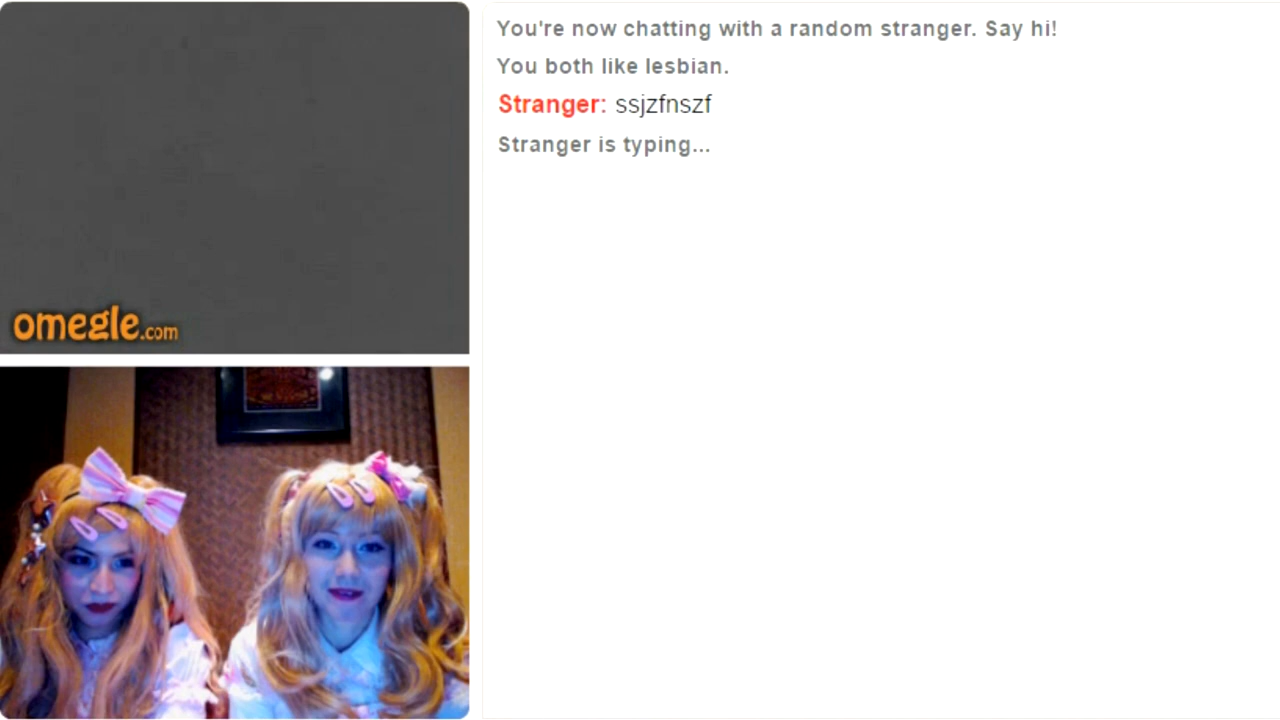 You're now chatting with a random stranger. Say hi!
You both like lesbian.
Stranger: ssjzfnszf
Stranger is typing...
omegle.com